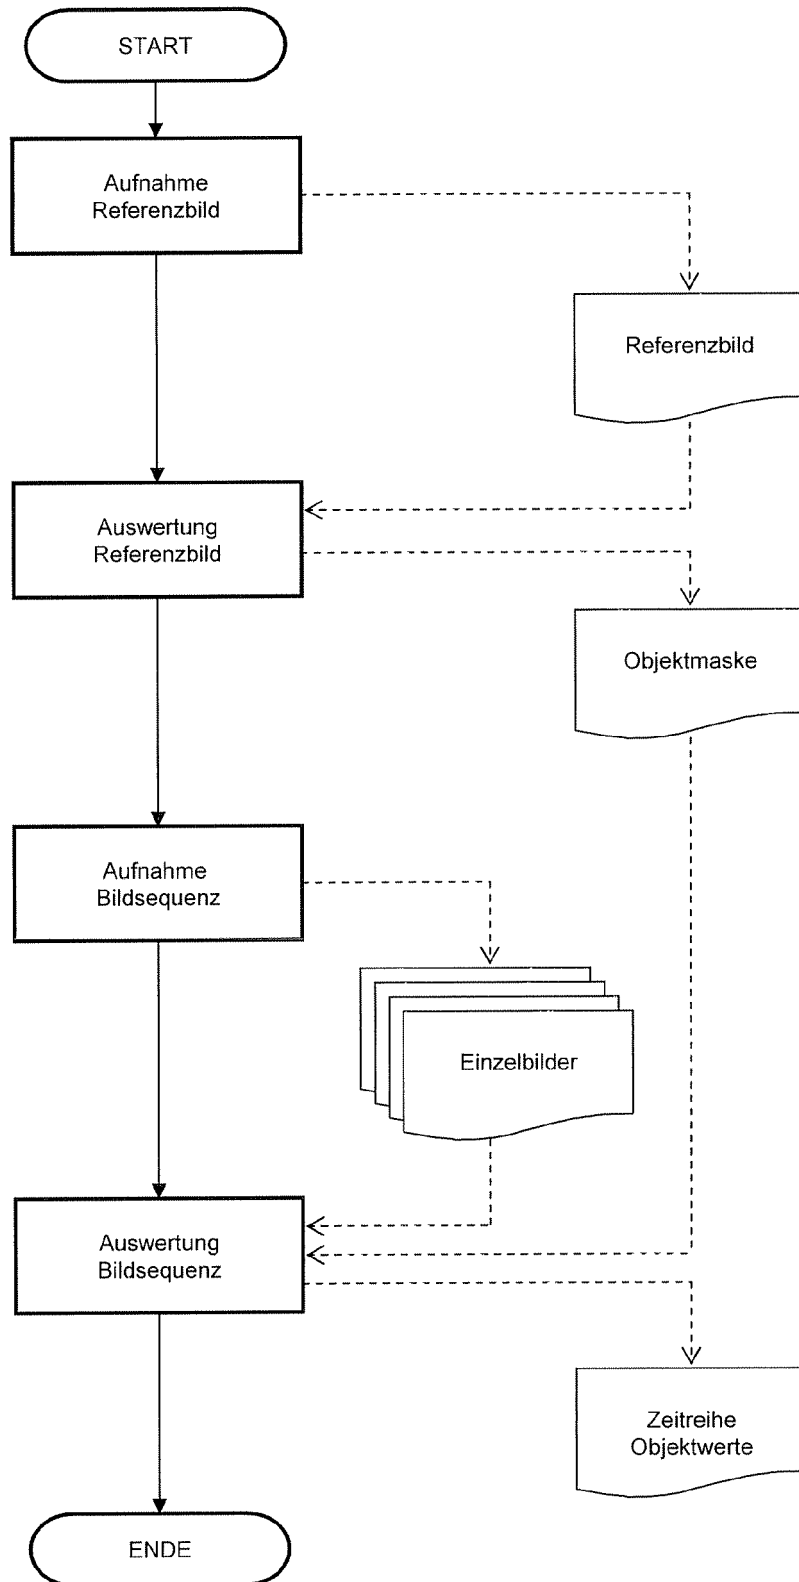 START
Aufnahme
Referenzbild
Referenzbild
Auswertung
Referenzbild
Objektmaske
Aufnahme
Bildsequenz
Einzelbilder
Auswertung
Bildsequenz
Zeitreihe
Objektwerte
ENDE